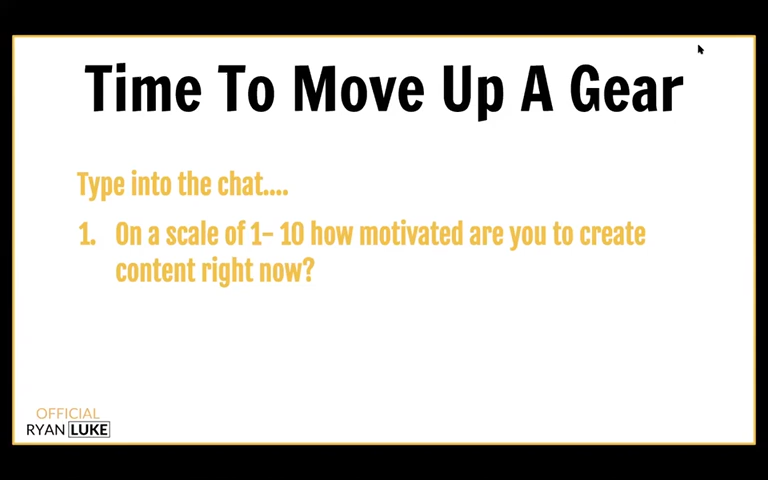 Time To Move Up A Gear
Type into the chat....
1. On a scale of 1- 10 how motivated are you to create
content right now?
OFFICIAL
RYAN LUKE